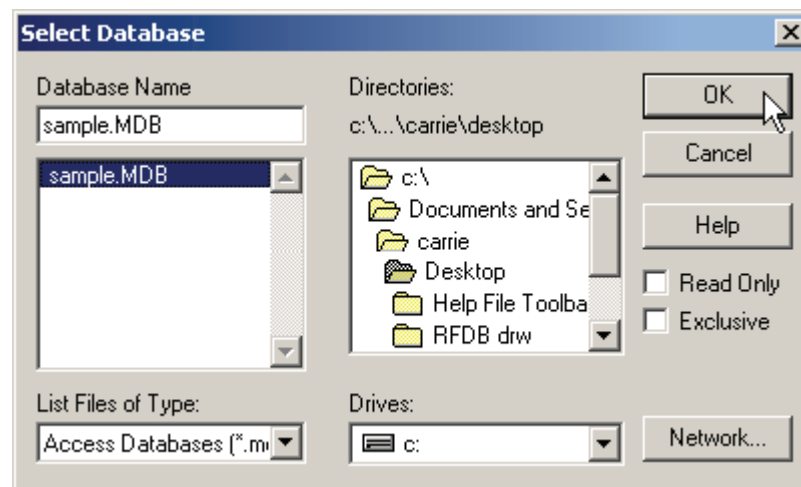 Select Database
Database Name
sample.MDB
sample.MDB
List Files of Type:
Access Databases (*.m
Directories:
c:\...\carrie\desktop
c:\
Documents and Se
carrie
Desktop
Help File Toolba
RFDB drw
Drives:
c:
OK
Cancel
Help
Read Only
Exclusive
Network...